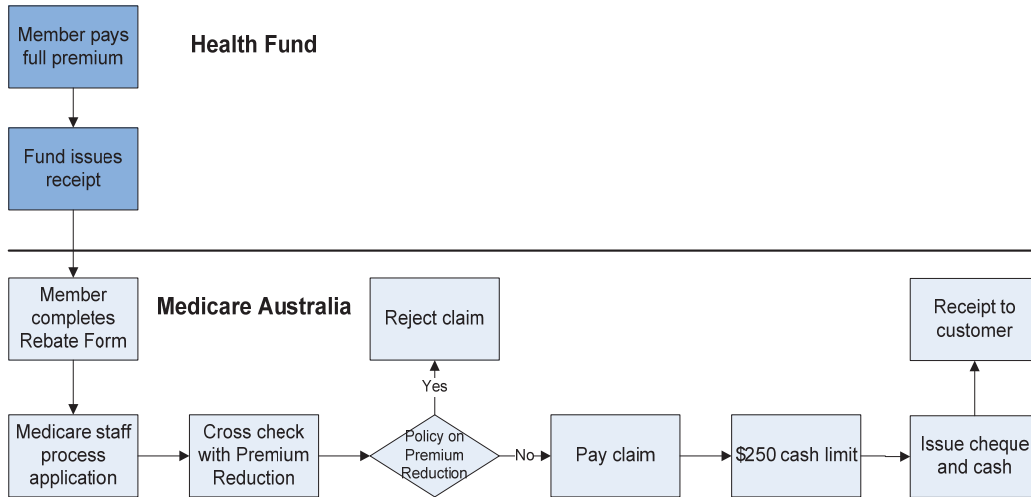 Member pays
full premium
Health Fund
Fund issues
receipt
Member
completes
Rebate Form
Medicare Australia
Reject claim
Receipt to
customer
Yes
Medicare staff
process
application
Cross check
with Premium
Reduction
Policy on
Premium
Reduction
No
Pay claim
$250 cash limit
Issue cheque
and cash